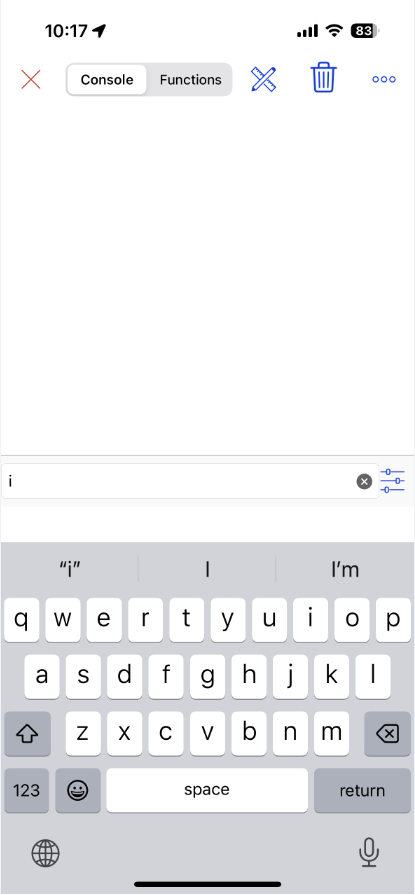 10:17
83
Console Functions
i
“i” I I’m
q w e r t y u i o p
a s d f g h j k l
z x c v b n m
123 space return